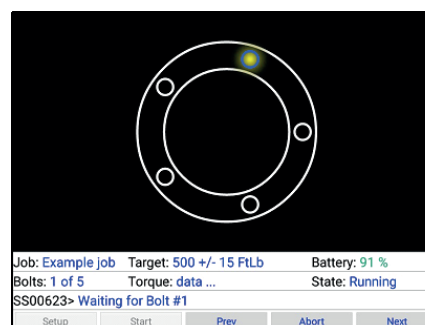 Job: Example job Target: 500 +/- 15 FtLb Battery: 91 %
Bolts: 1 of 5 Torque: data ... State: Running
SS00623> Waiting for Bolt #1
Setup Start Prev Abort Next